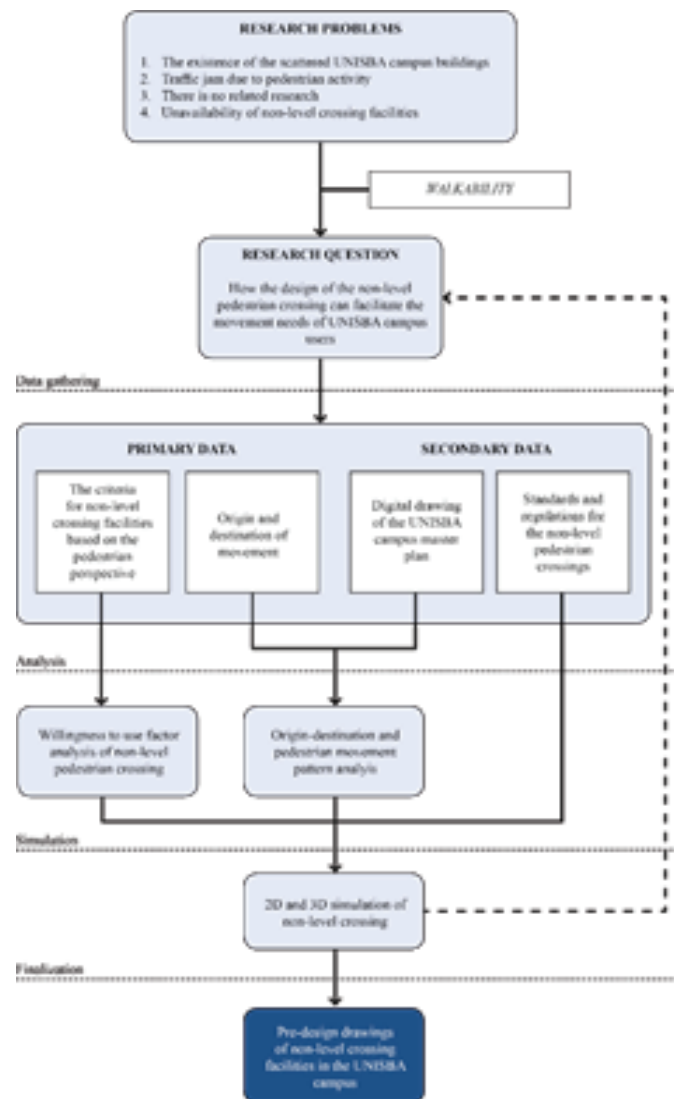 RESEARCH PROBLEMS
1. The existence of the scattered UNISBA campus buildings
2. Traffic jam due to pedestrian activity
3. There is no related research
4. Unavailability of non-level crossing facilities
WALKABILITY
RESEARCH QUESTION
How the design of the non-level
pedestrian crossing can facilitate the
movement needs of UNISBA campus
users
Data gathering
PRIMARY DATA
The criteria
for non-level
crossing facilities
based on the
pedestrian
perspective
Origin and
destination of
movement
SECONDARY DATA
Digital drawing
of the UNISBA
campus master
plan
Standards and
regulations for
the non-level
pedestrian
crossings
Analysis
Willingness to use factor
analysis of non-level
pedestrian crossing
Origin-destination and
pedestrian movement
pattern analysis
Simulation
2D and 3D simulation of
non-level crossing
Finalization
Pre-design drawings
of non-level crossing
facilities in the UNISBA
campus